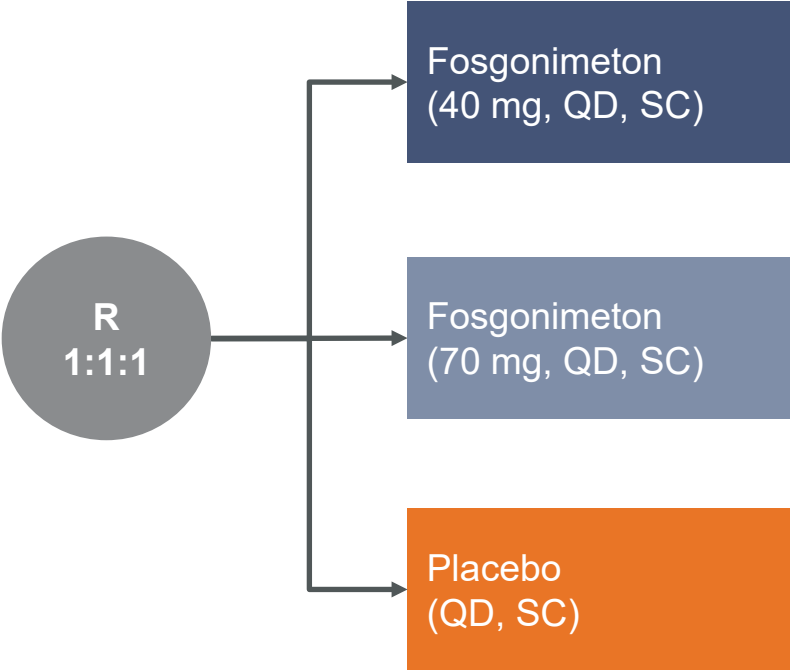 Fosgonimeton
(40 mg, QD, SC)
R
1:1:1
Fosgonimeton
(70 mg, QD, SC)
Placebo
(QD, SC)